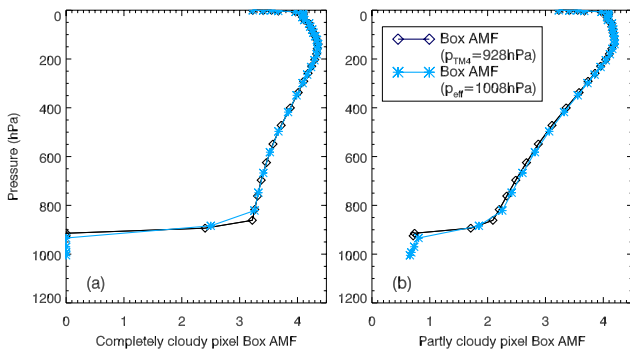 0
200
400
600
800
1000
1200
Pressure (hPa)
(a)
0 1 2 3 4
Completely cloudy pixel Box AMF
0
200
400
600
800
1000
1200
Box AMF
(pTM4=928hPa)
Box AMF
(peff=1008hPa)
(b)
0 1 2 3 4
Partly cloudy pixel Box AMF